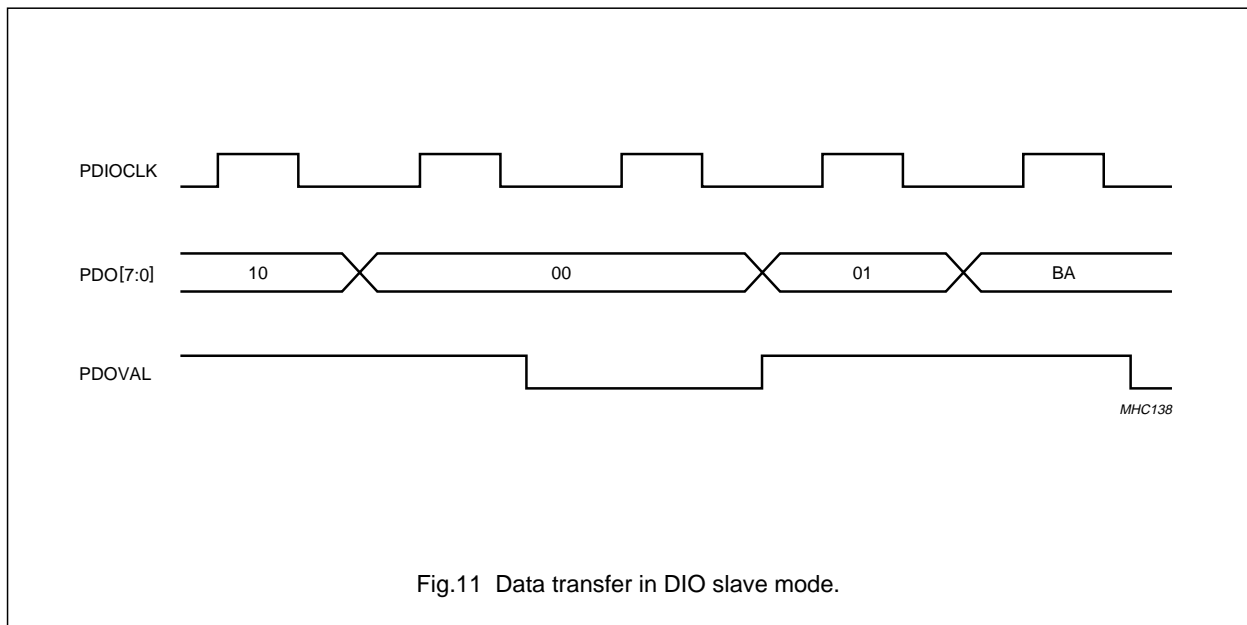 PDIOCLK
PDO[7:0] 10 00 01 BA
PDOVAL
MHC138
Fig.11 Data transfer in DIO slave mode.